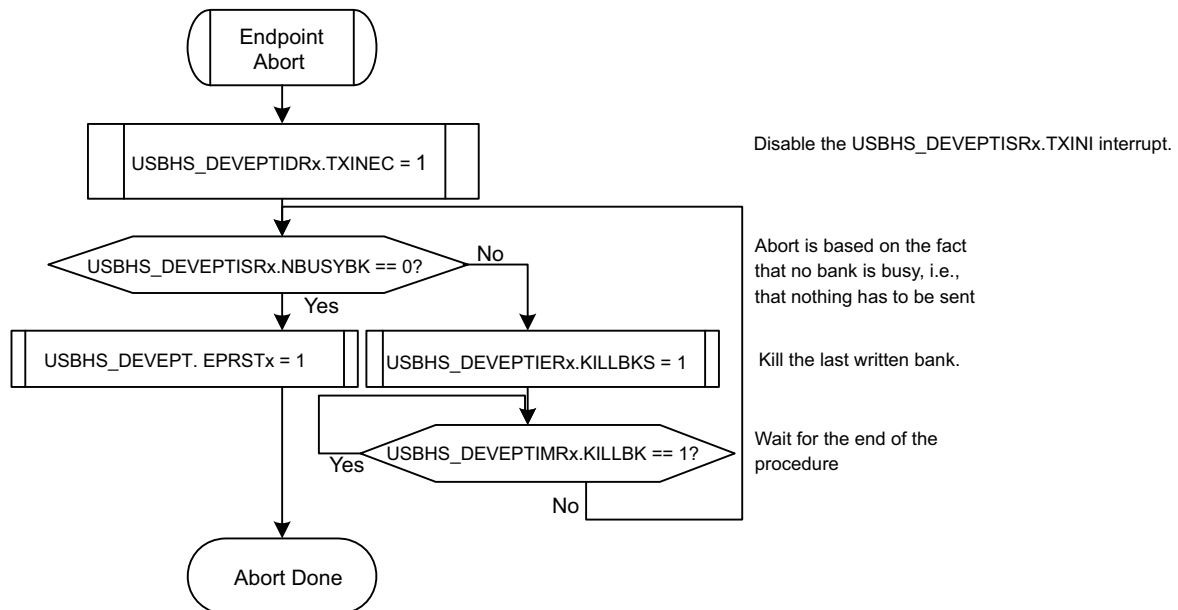 Endpoint
Abort
USBHS_DEVEPTIDRx.TXINEC = 1
Disable the USBHS_DEVEPTISRx.TXINI interrupt.
USBHS_DEVEPTISRx.NBUSYBK == 0?
No
Yes
Abort is based on the fact
that no bank is busy, i.e.,
that nothing has to be sent
USBHS_DEVEPT. EPRSTx = 1
USBHS_DEVEPTIERx.KILLBKS = 1
Kill the last written bank.
USBHS_DEVEPTIMRx.KILLBK == 1?
Yes
No
Wait for the end of the
procedure
Abort Done